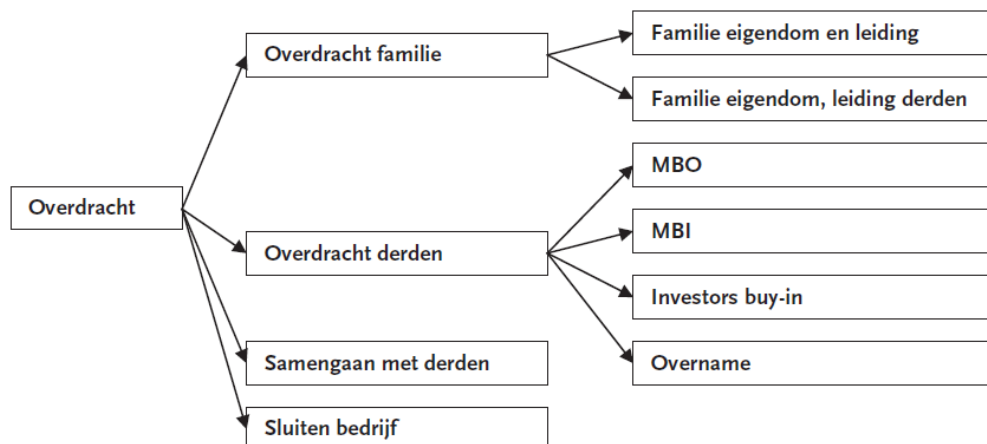 Overdracht
Overdracht familie
Familie eigendom en leiding
Familie eigendom, leiding derden
Overdracht derden
MBO
MBI
Investors buy-in
Overname
Samengaan met derden
Sluiten bedrijf